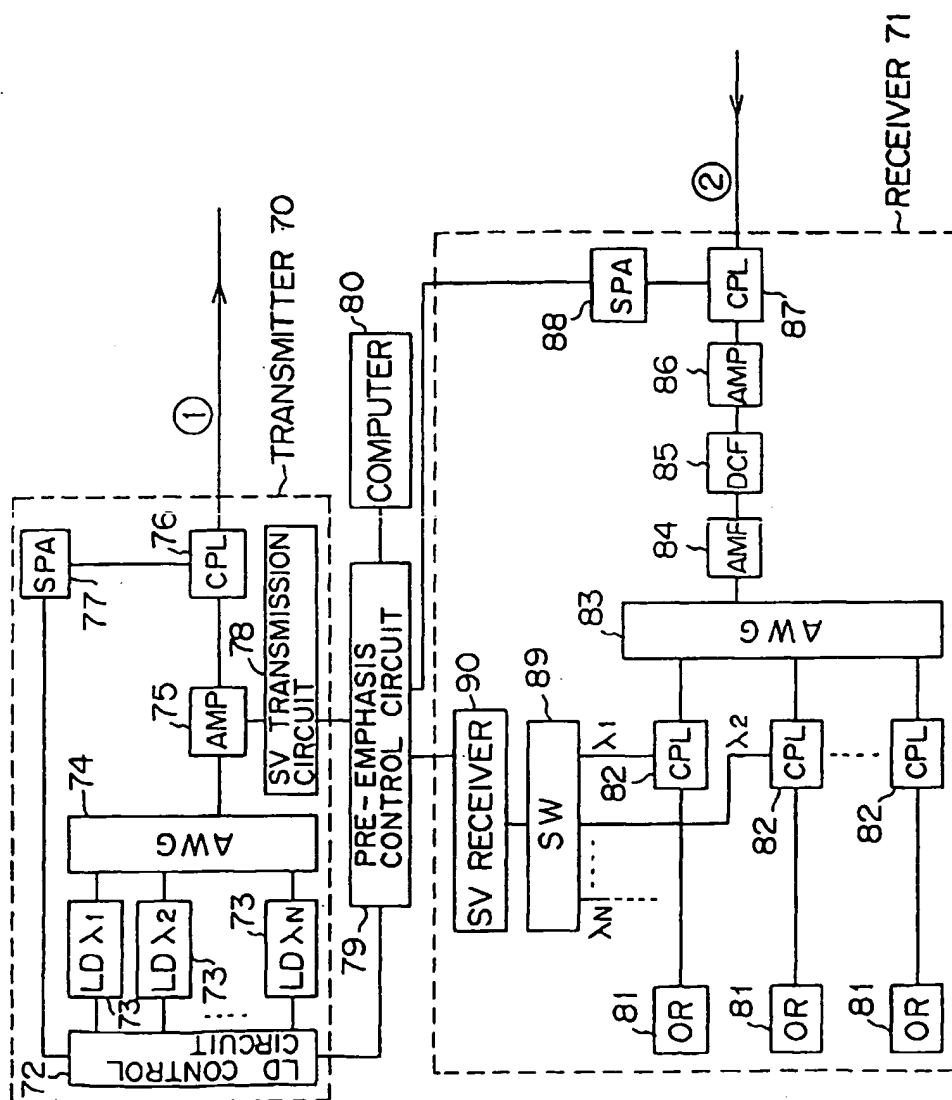 TRANSMITTER 70
72
LD CONTROL
CIRCUIT
73
LD λ1
73
LD λ2
73
LD λN
74
AWG
75
AMP
76
CPL
77
SPA
78
SV TRANSMISSION
CIRCUIT
①
79
PRE-EMPHASIS
CONTROL CIRCUIT
80
COMPUTER
RECEIVER 71
②
81
OR
81
OR
81
OR
82
CPL
82
CPL
82
CPL
λ1
λ2
λN
83
AWG
84
AMP
85
DCF
86
AMP
87
CPL
88
SPA
89
SW
90
SV RECEIVER